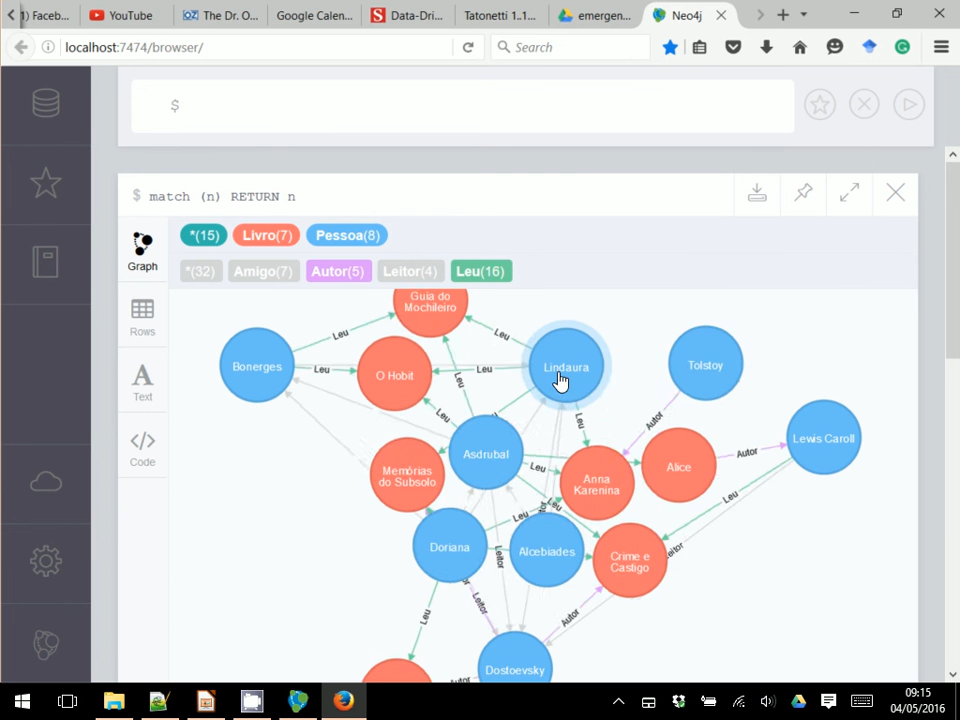 ) Faceb...
YouTube
The Dr. O...
Google Calen...
Data-Dri...
Tatonetti 1..1...
emergen...
Neo4j
localhost:7474/browser/
Search
$
$ match (n) RETURN n
*(15) Livro(7) Pessoa(8)
*(32) Amigo(7) Autor(5) Leitor(4) Leu(16)
Graph
Rows
Text
Code
Guia do
Mochileiro
Leu
Leu
Bonerges
Leu
O Hobit
Leu
Lindaura
Tolstoy
Leu
Leu
Leu
Autor
Lewis Caroll
Asdrubal
Leu
Memórias
do Subsolo
Anna
Karenina
Alice
Autor
Leu
Leu
Leu
Doriana
Leitor
Alcebiades
Crime e
Castigo
Leu
Leitor
Autor
Dostoevsky
Autor
09:15
04/05/2016